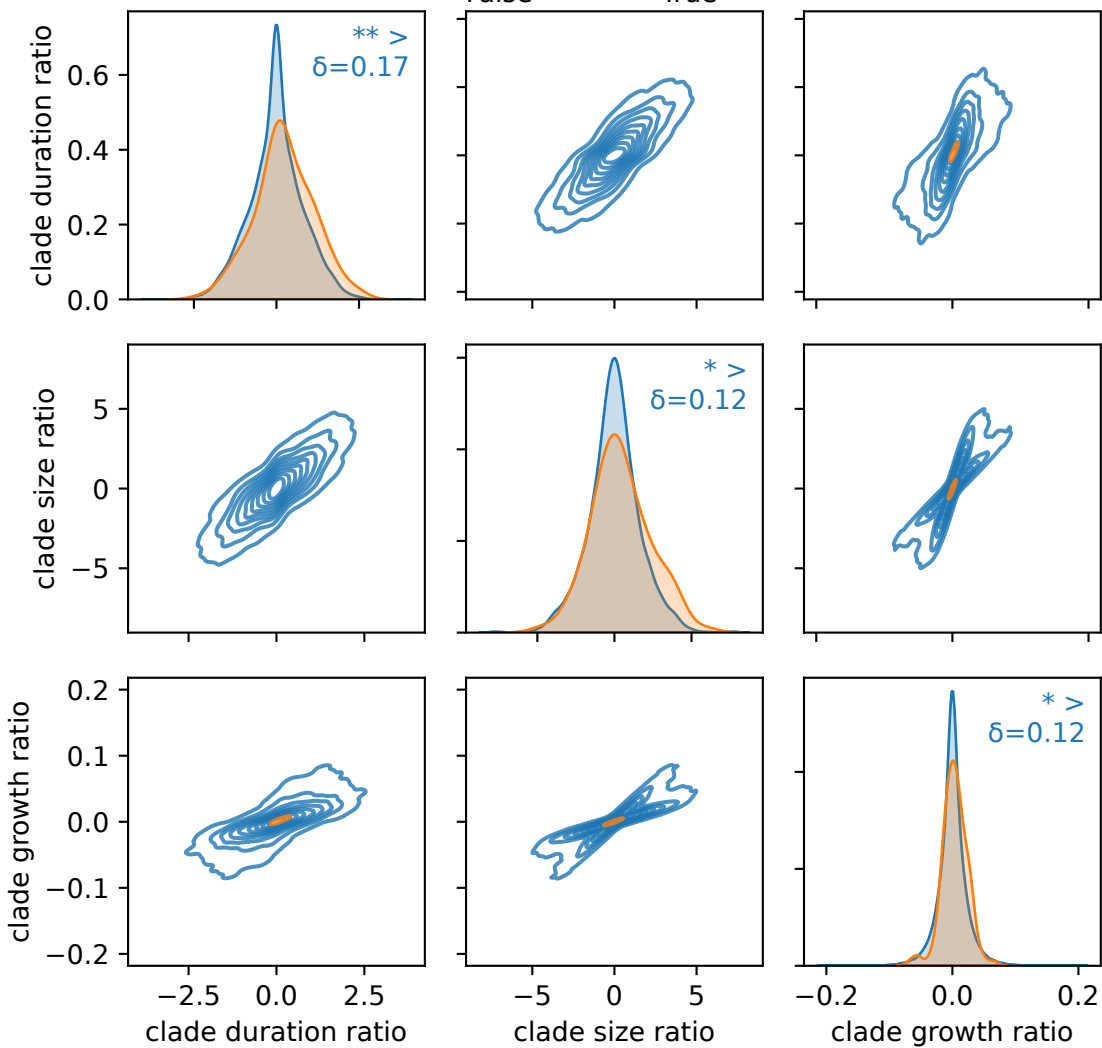 clade duration ratio
0.6
0.4
0.2
0.0
** >
δ=0.17
clade size ratio
5
0
−5
* >
δ=0.12
clade growth ratio
0.2
0.1
0.0
−0.1
−0.2
* >
δ=0.12
−2.5 0.0 2.5
−5 0 5
−0.2 0.0 0.2
clade duration ratio
clade size ratio
clade growth ratio